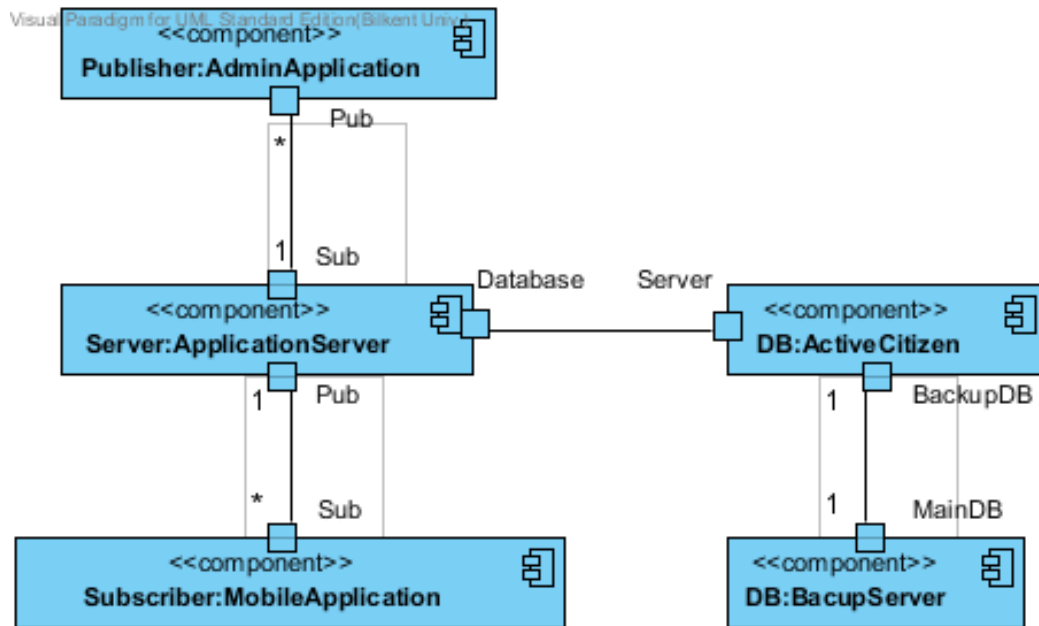 Visual Paradigm for UML Standard Edition(Bilkent Univ.)
<<component>>
Publisher:AdminApplication
Pub
*
1
Sub
<<component>>
Server:ApplicationServer
Database
Server
<<component>>
DB:ActiveCitizen
1
Pub
*
Sub
1
BackupDB
1
MainDB
<<component>>
Subscriber:MobileApplication
<<component>>
DB:BacupServer